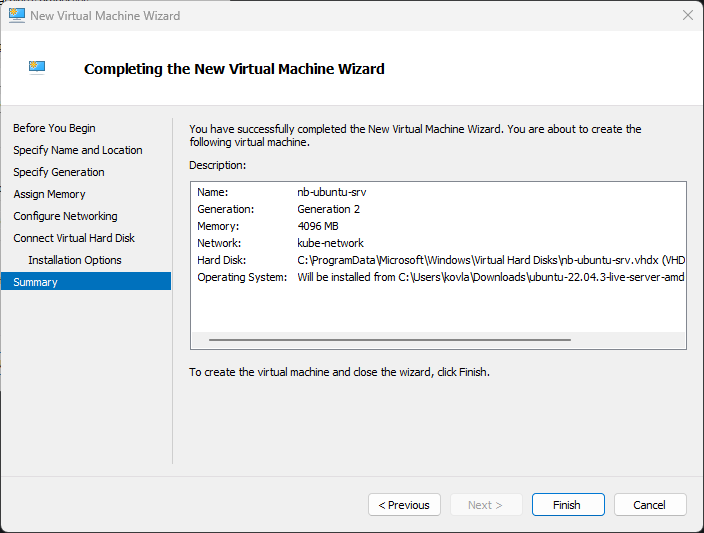 New Virtual Machine Wizard
Completing the New Virtual Machine Wizard
Before You Begin
Specify Name and Location
Specify Generation
Assign Memory
Configure Networking
Connect Virtual Hard Disk
Installation Options
Summary
You have successfully completed the New Virtual Machine Wizard. You are about to create the
following virtual machine.
Description:
Name: nb-ubuntu-srv
Generation: Generation 2
Memory: 4096 MB
Network: kube-network
Hard Disk: C:\ProgramData\Microsoft\Windows\Virtual Hard Disks\nb-ubuntu-srv.vhdx (VHD
Operating System: Will be installed from C:\Users\kovla\Downloads\ubuntu-22.04.3-live-server-amd
To create the virtual machine and close the wizard, click Finish.
< Previous Next > Finish Cancel